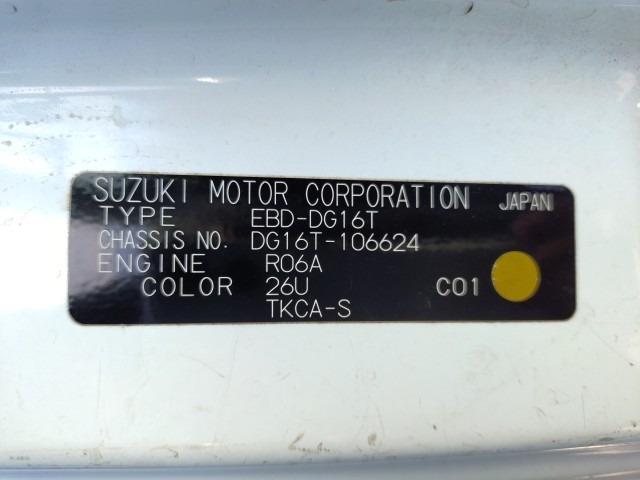 SUZUKI MOTOR CORPORATION JAPAN
TYPE EBD-DG16T
CHASSIS NO. DG16T-106624
ENGINE R06A
COLOR 26U C01
TKCA-S